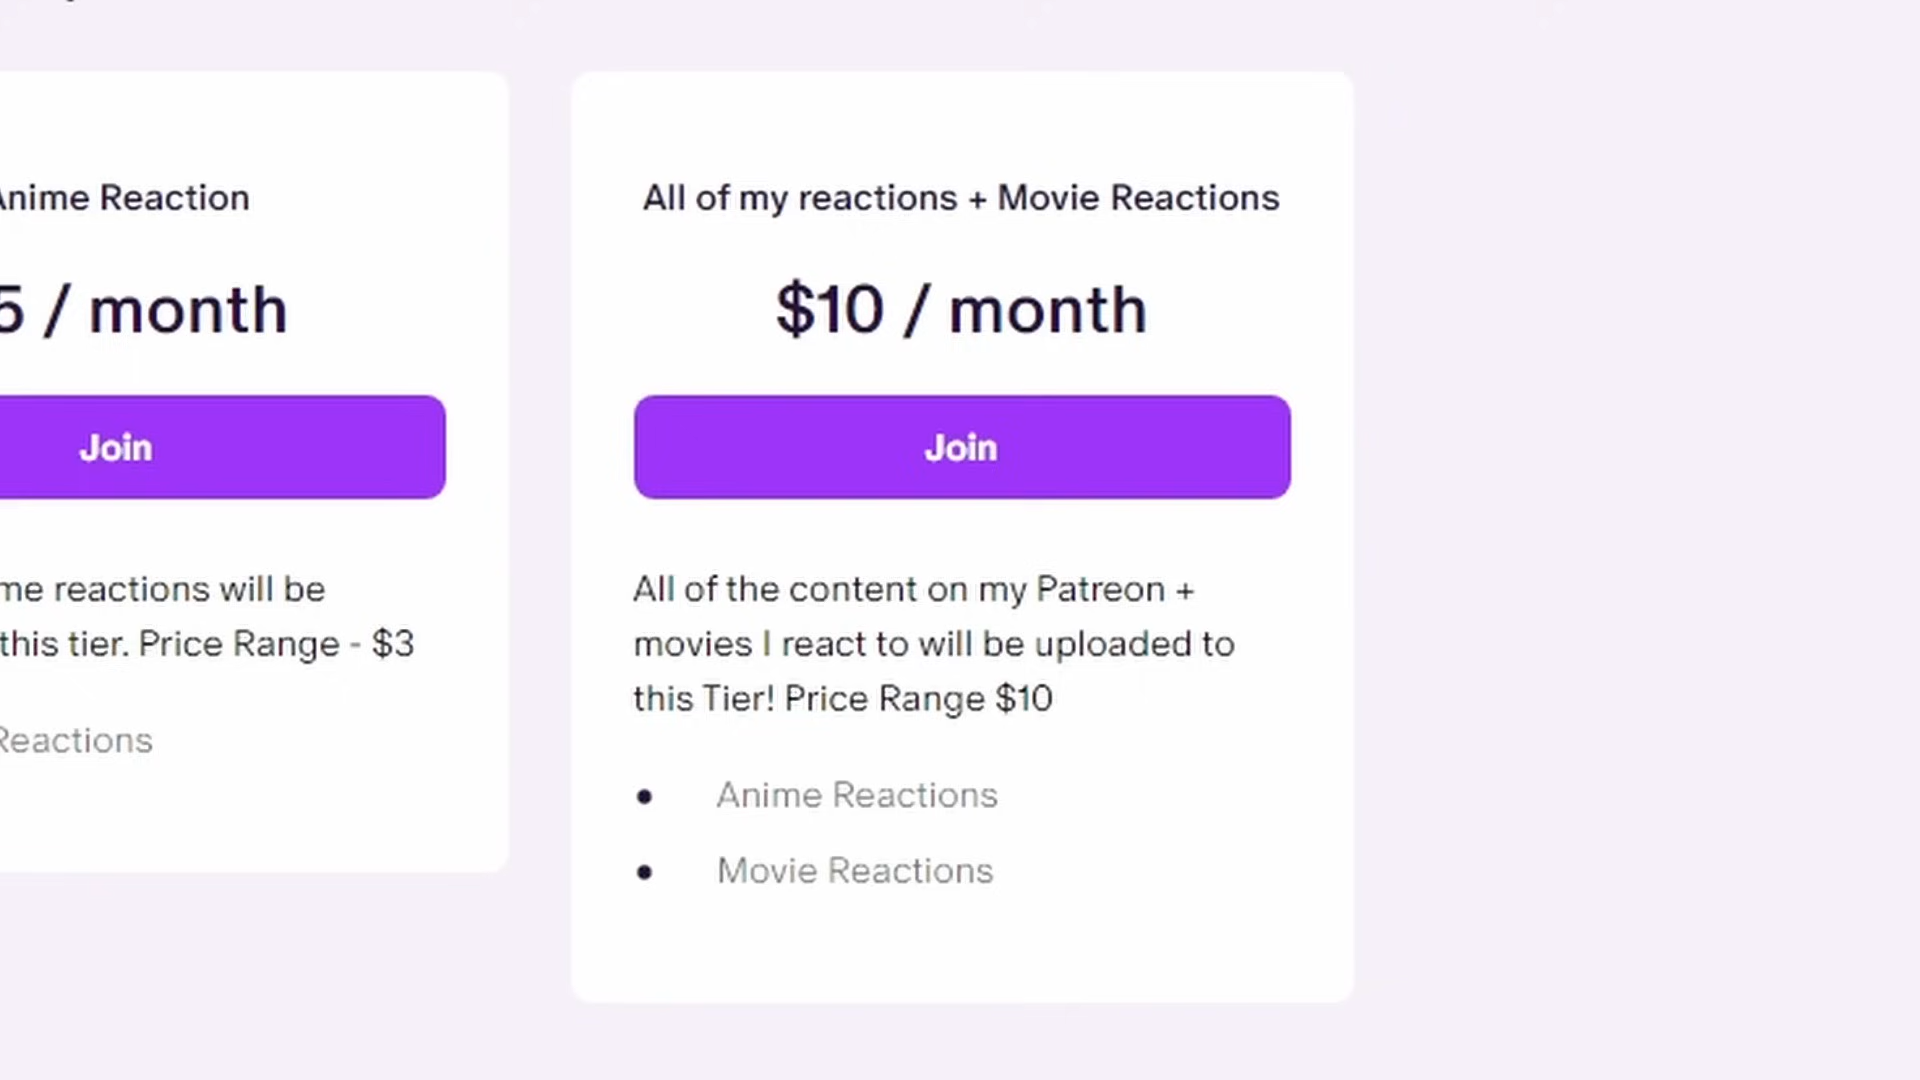 Anime Reaction
5 / month
Join
me reactions will be
this tier. Price Range - $3
Reactions
All of my reactions + Movie Reactions
$10 / month
Join
All of the content on my Patreon +
movies I react to will be uploaded to
this Tier! Price Range $10
• Anime Reactions
• Movie Reactions